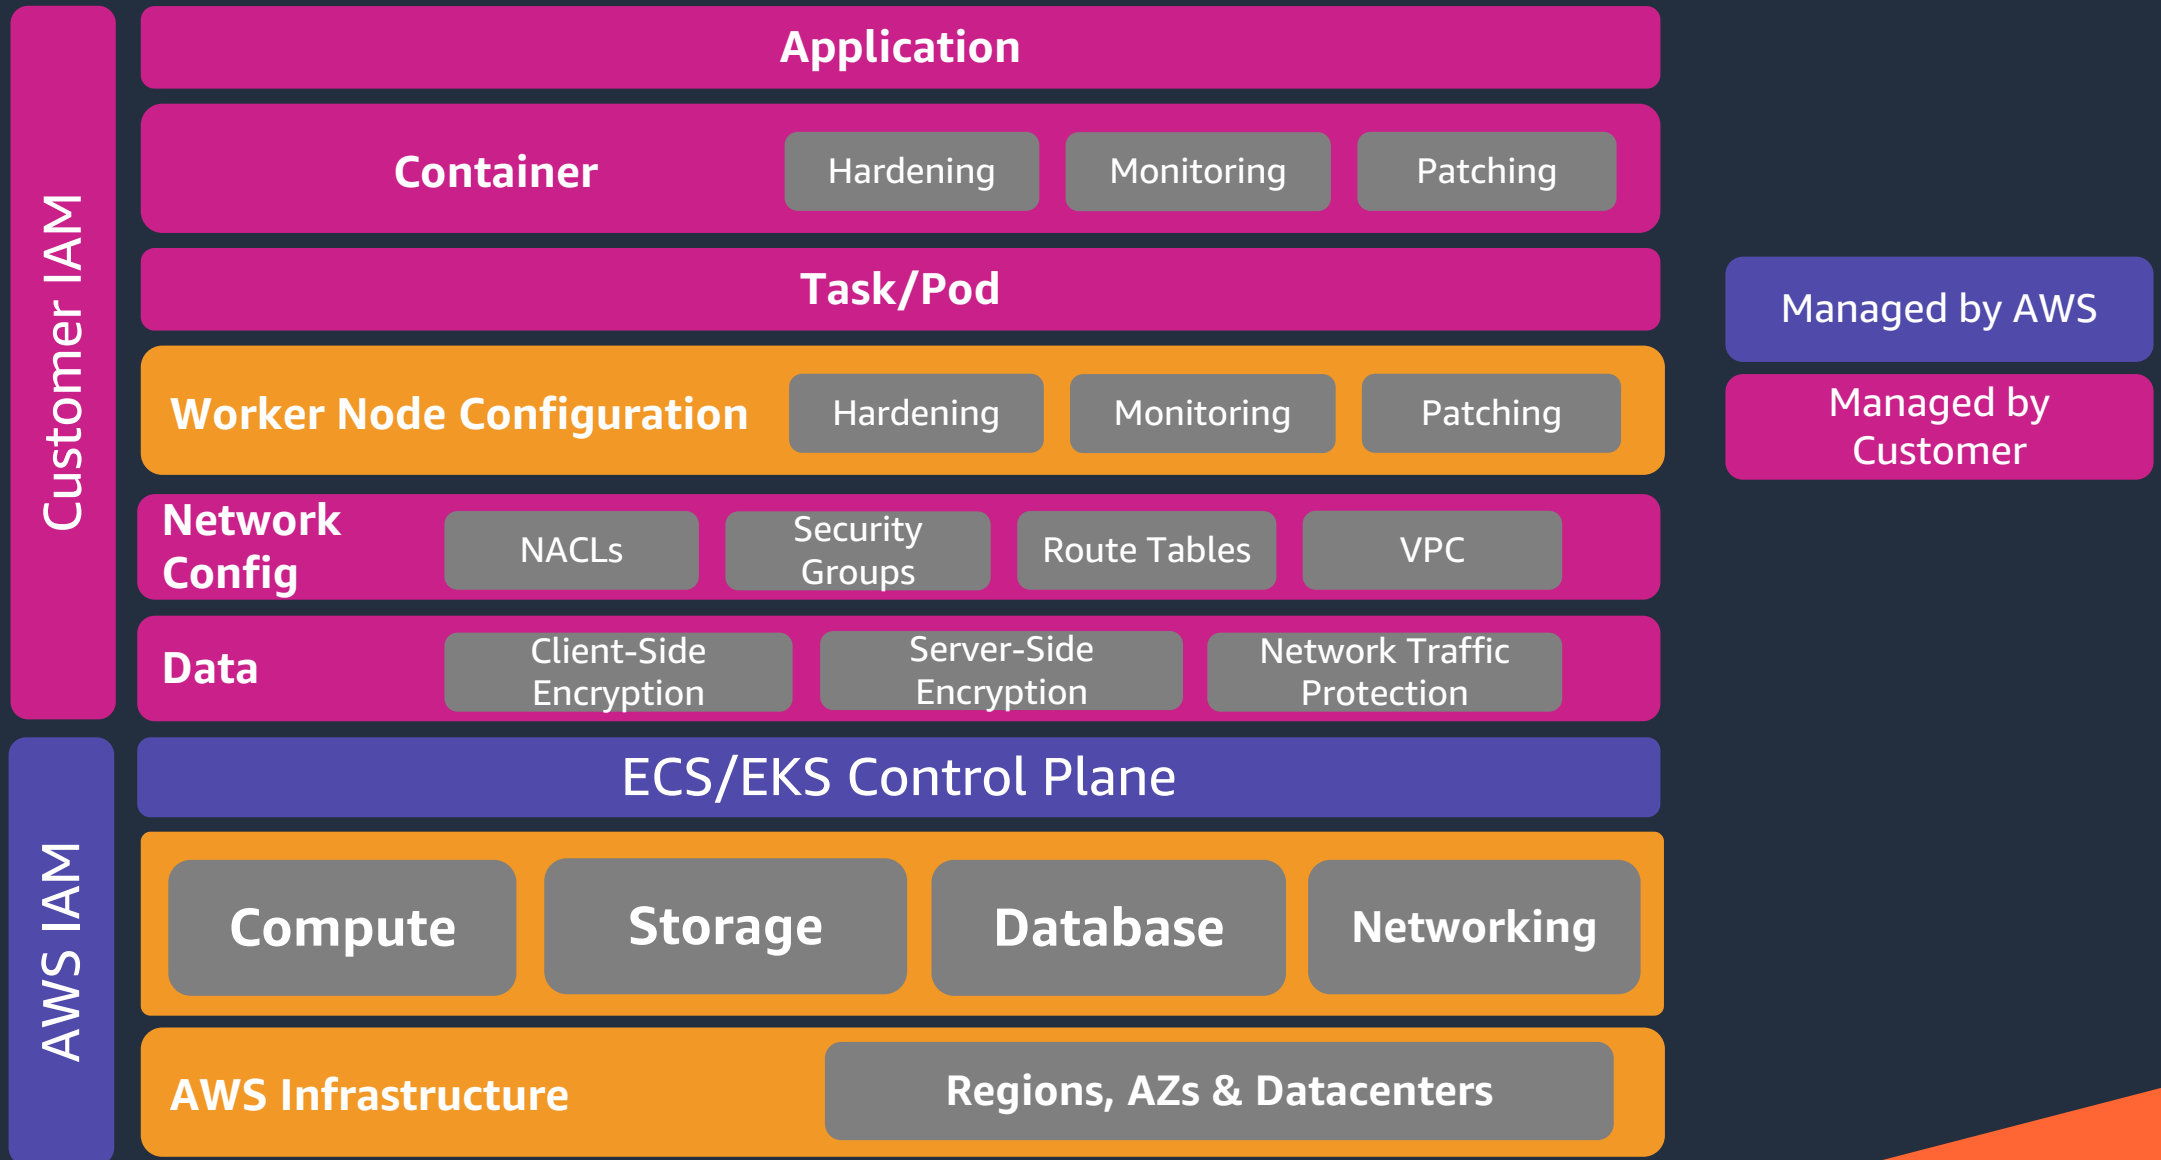 Customer IAM
Application
Container
Hardening
Monitoring
Patching
Task/Pod
Worker Node Configuration
Hardening
Monitoring
Patching
Network
Config
NACLs
Security
Groups
Route Tables
VPC
Data
Client-Side
Encryption
Server-Side
Encryption
Network Traffic
Protection
AWS IAM
ECS/EKS Control Plane
Compute
Storage
Database
Networking
AWS Infrastructure
Regions, AZs & Datacenters
Managed by AWS
Managed by
Customer